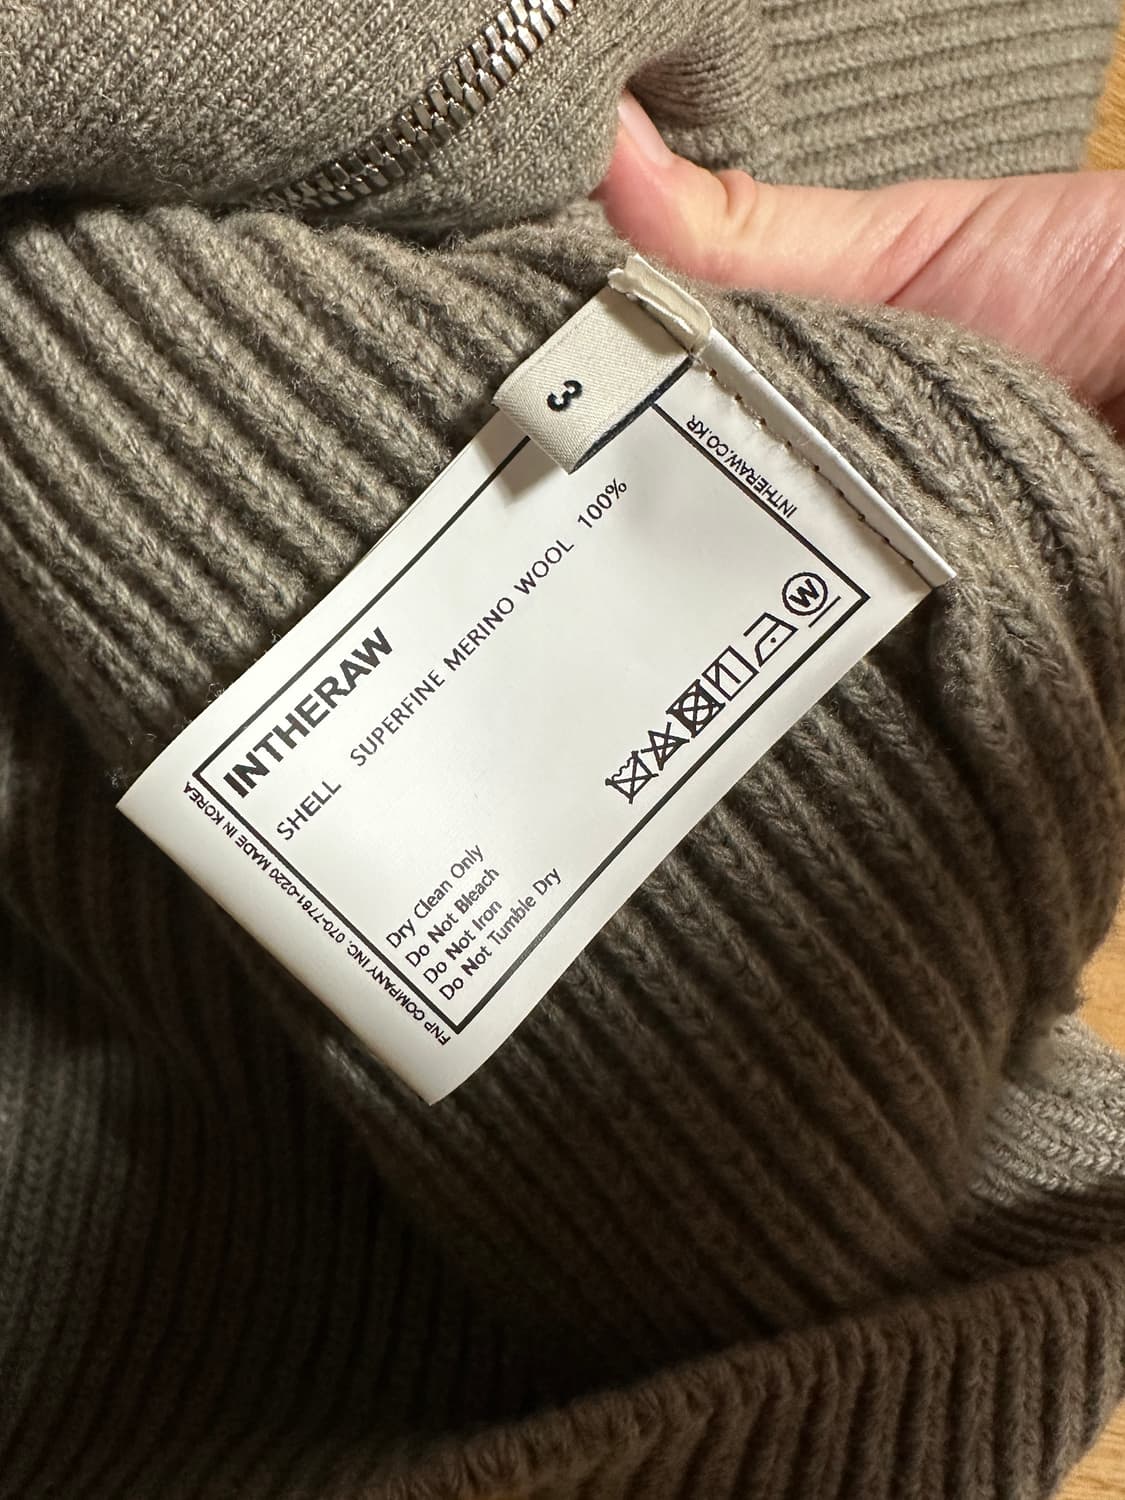 3
INTHERAW.CO.KR
INTHERAW
SHELL SUPERFINE MERINO WOOL 100%
W
Dry Clean Only
Do Not Bleach
Do Not Iron
Do Not Tumble Dry
FNP COMPANY INC. 070-7781-0220 MADE IN KOREA